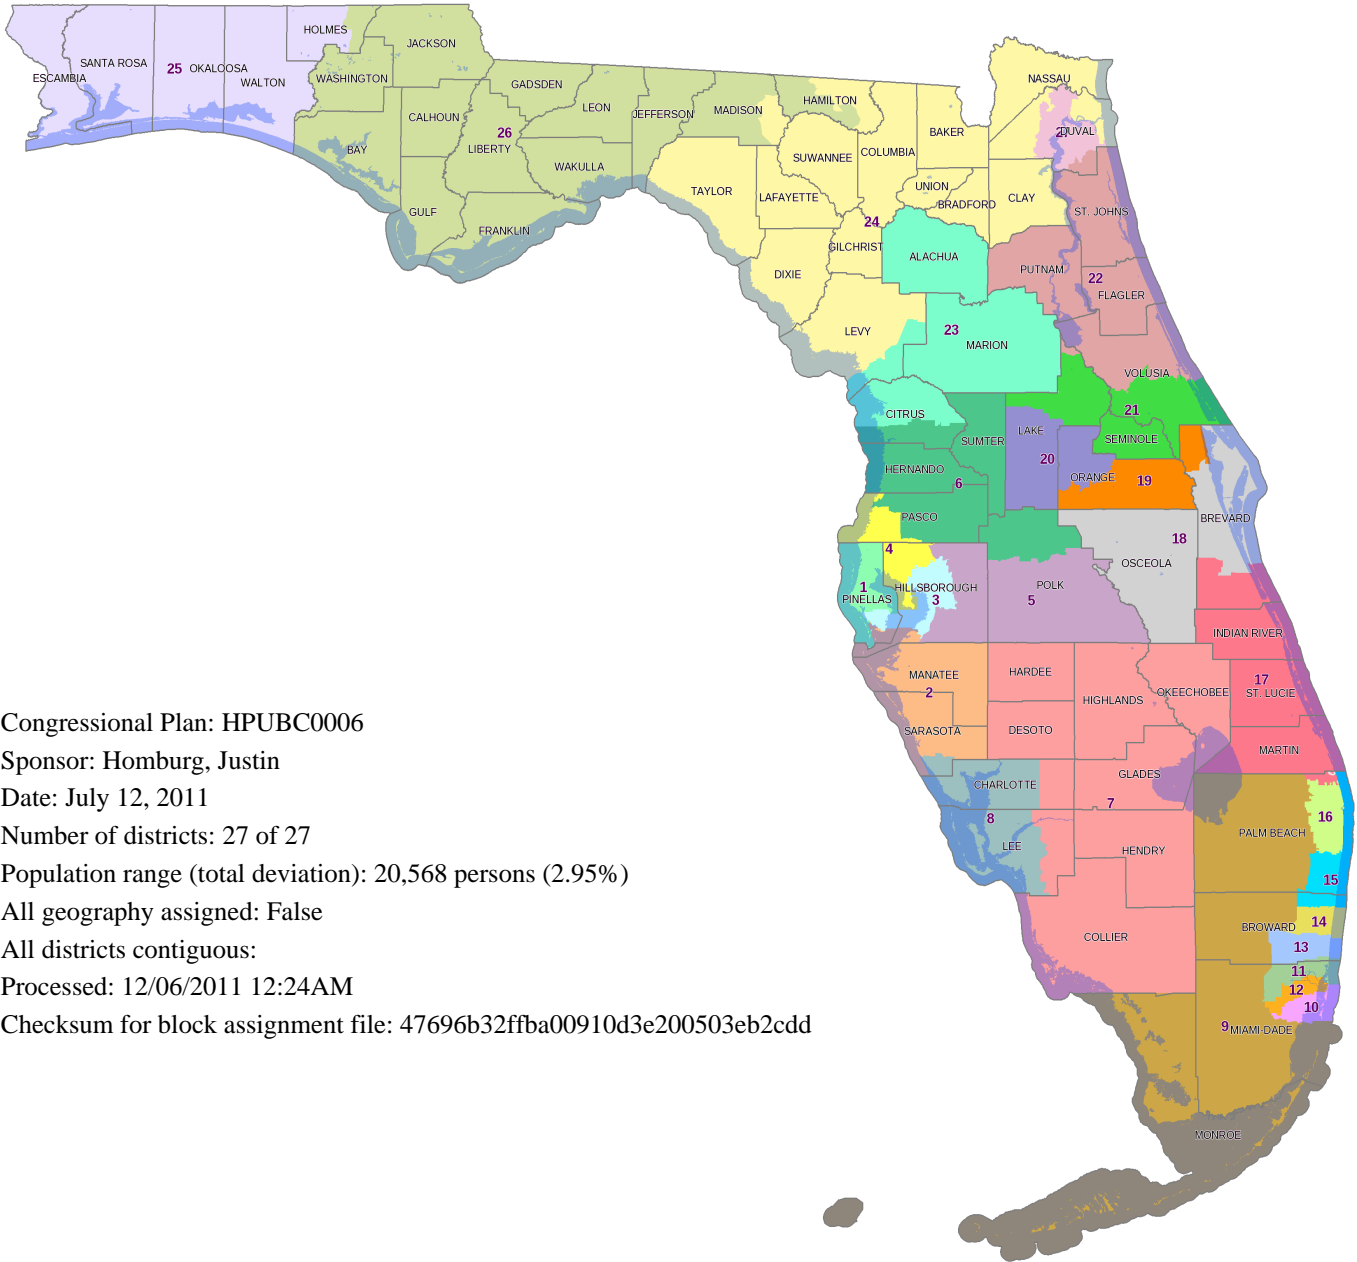 HOLMES
JACKSON
SANTA ROSA
25
OKALOOSA
ESCAMBIA
WALTON
WASHINGTON
GADSDEN
LEON
JEFFERSON
MADISON
HAMILTON
NASSAU
CALHOUN
26
LIBERTY
BAY
WAKULLA
SUWANNEE
COLUMBIA
BAKER
DUVAL
TAYLOR
LAFAYETTE
UNION
BRADFORD
CLAY
GULF
FRANKLIN
24
ST. JOHNS
GILCHRIST
ALACHUA
DIXIE
PUTNAM
22
FLAGLER
LEVY
23
MARION
VOLUSIA
CITRUS
21
LAKE
SUMTER
SEMINOLE
20
HERNANDO
6
ORANGE
19
PASCO
BREVARD
18
4
OSCEOLA
1
HILLSBOROUGH
PINELLAS
3
5
POLK
INDIAN RIVER
MANATEE
HARDEE
2
17
ST. LUCIE
OKEECHOBEE
HIGHLANDS
SARASOTA
DESOTO
MARTIN
CHARLOTTE
GLADES
7
8
16
PALM BEACH
LEE
HENDRY
15
14
BROWARD
COLLIER
13
11
12
10
9
MIAMI-DADE
MONROE
Congressional Plan: HPUBC0006
Sponsor: Homburg, Justin
Date: July 12, 2011
Number of districts: 27 of 27
Population range (total deviation): 20,568 persons (2.95%)
All geography assigned: False
All districts contiguous:
Processed: 12/06/2011 12:24AM
Checksum for block assignment file: 47696b32ffba00910d3e200503eb2cdd